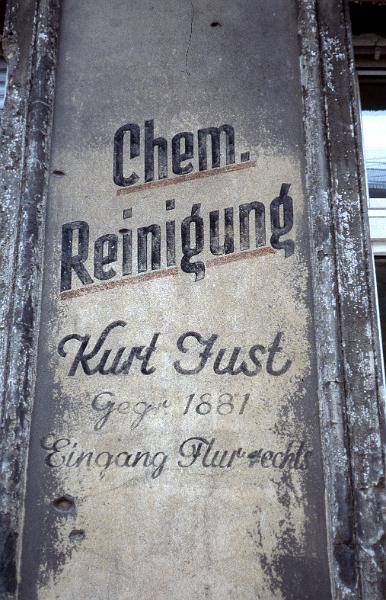 Chem.
Reinigung
Kurt Just
Gegr 1881
Eingang Flur rechts